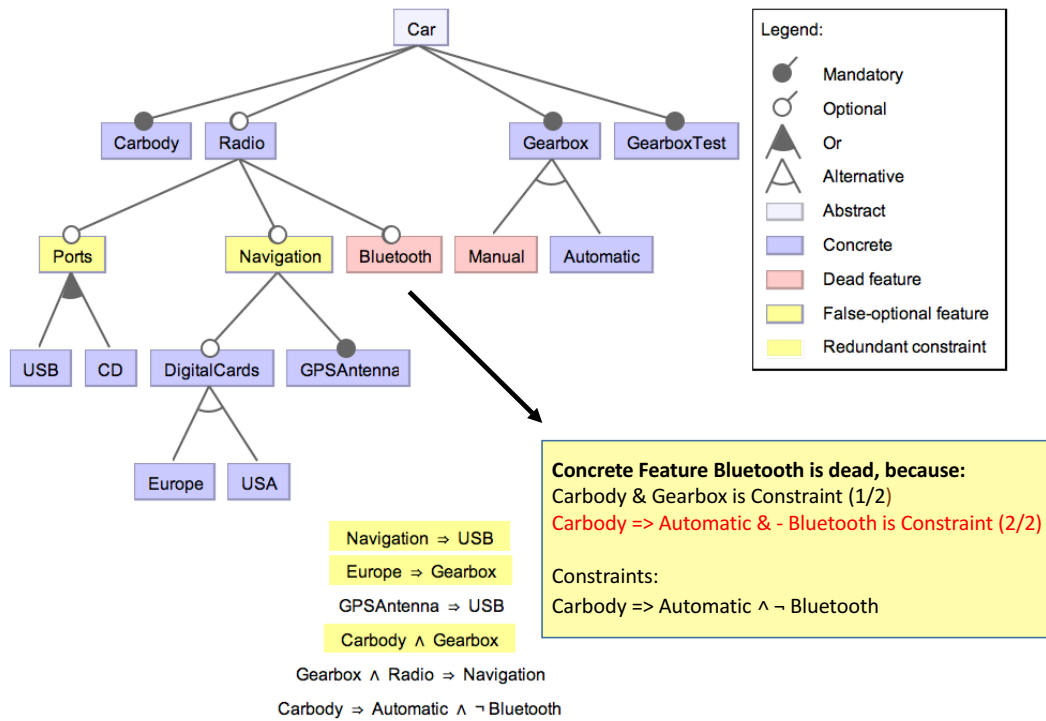 Car
Legend:
Mandatory
Optional
Or
Alternative
Abstract
Concrete
Dead feature
False-optional feature
Redundant constraint
Carbody
Radio
Gearbox
GearboxTest
Ports
Navigation
Bluetooth
Manual
Automatic
USB
CD
DigitalCards
GPSAntenna
Europe
USA
Concrete Feature Bluetooth is dead, because:
Carbody & Gearbox is Constraint (1/2)
Carbody => Automatic & - Bluetooth is Constraint (2/2)
Constraints:
Carbody => Automatic ∧ ¬ Bluetooth
Navigation ⇒ USB
Europe ⇒ Gearbox
GPSAntenna ⇒ USB
Carbody ∧ Gearbox
Gearbox ∧ Radio ⇒ Navigation
Carbody ⇒ Automatic ∧ ¬ Bluetooth